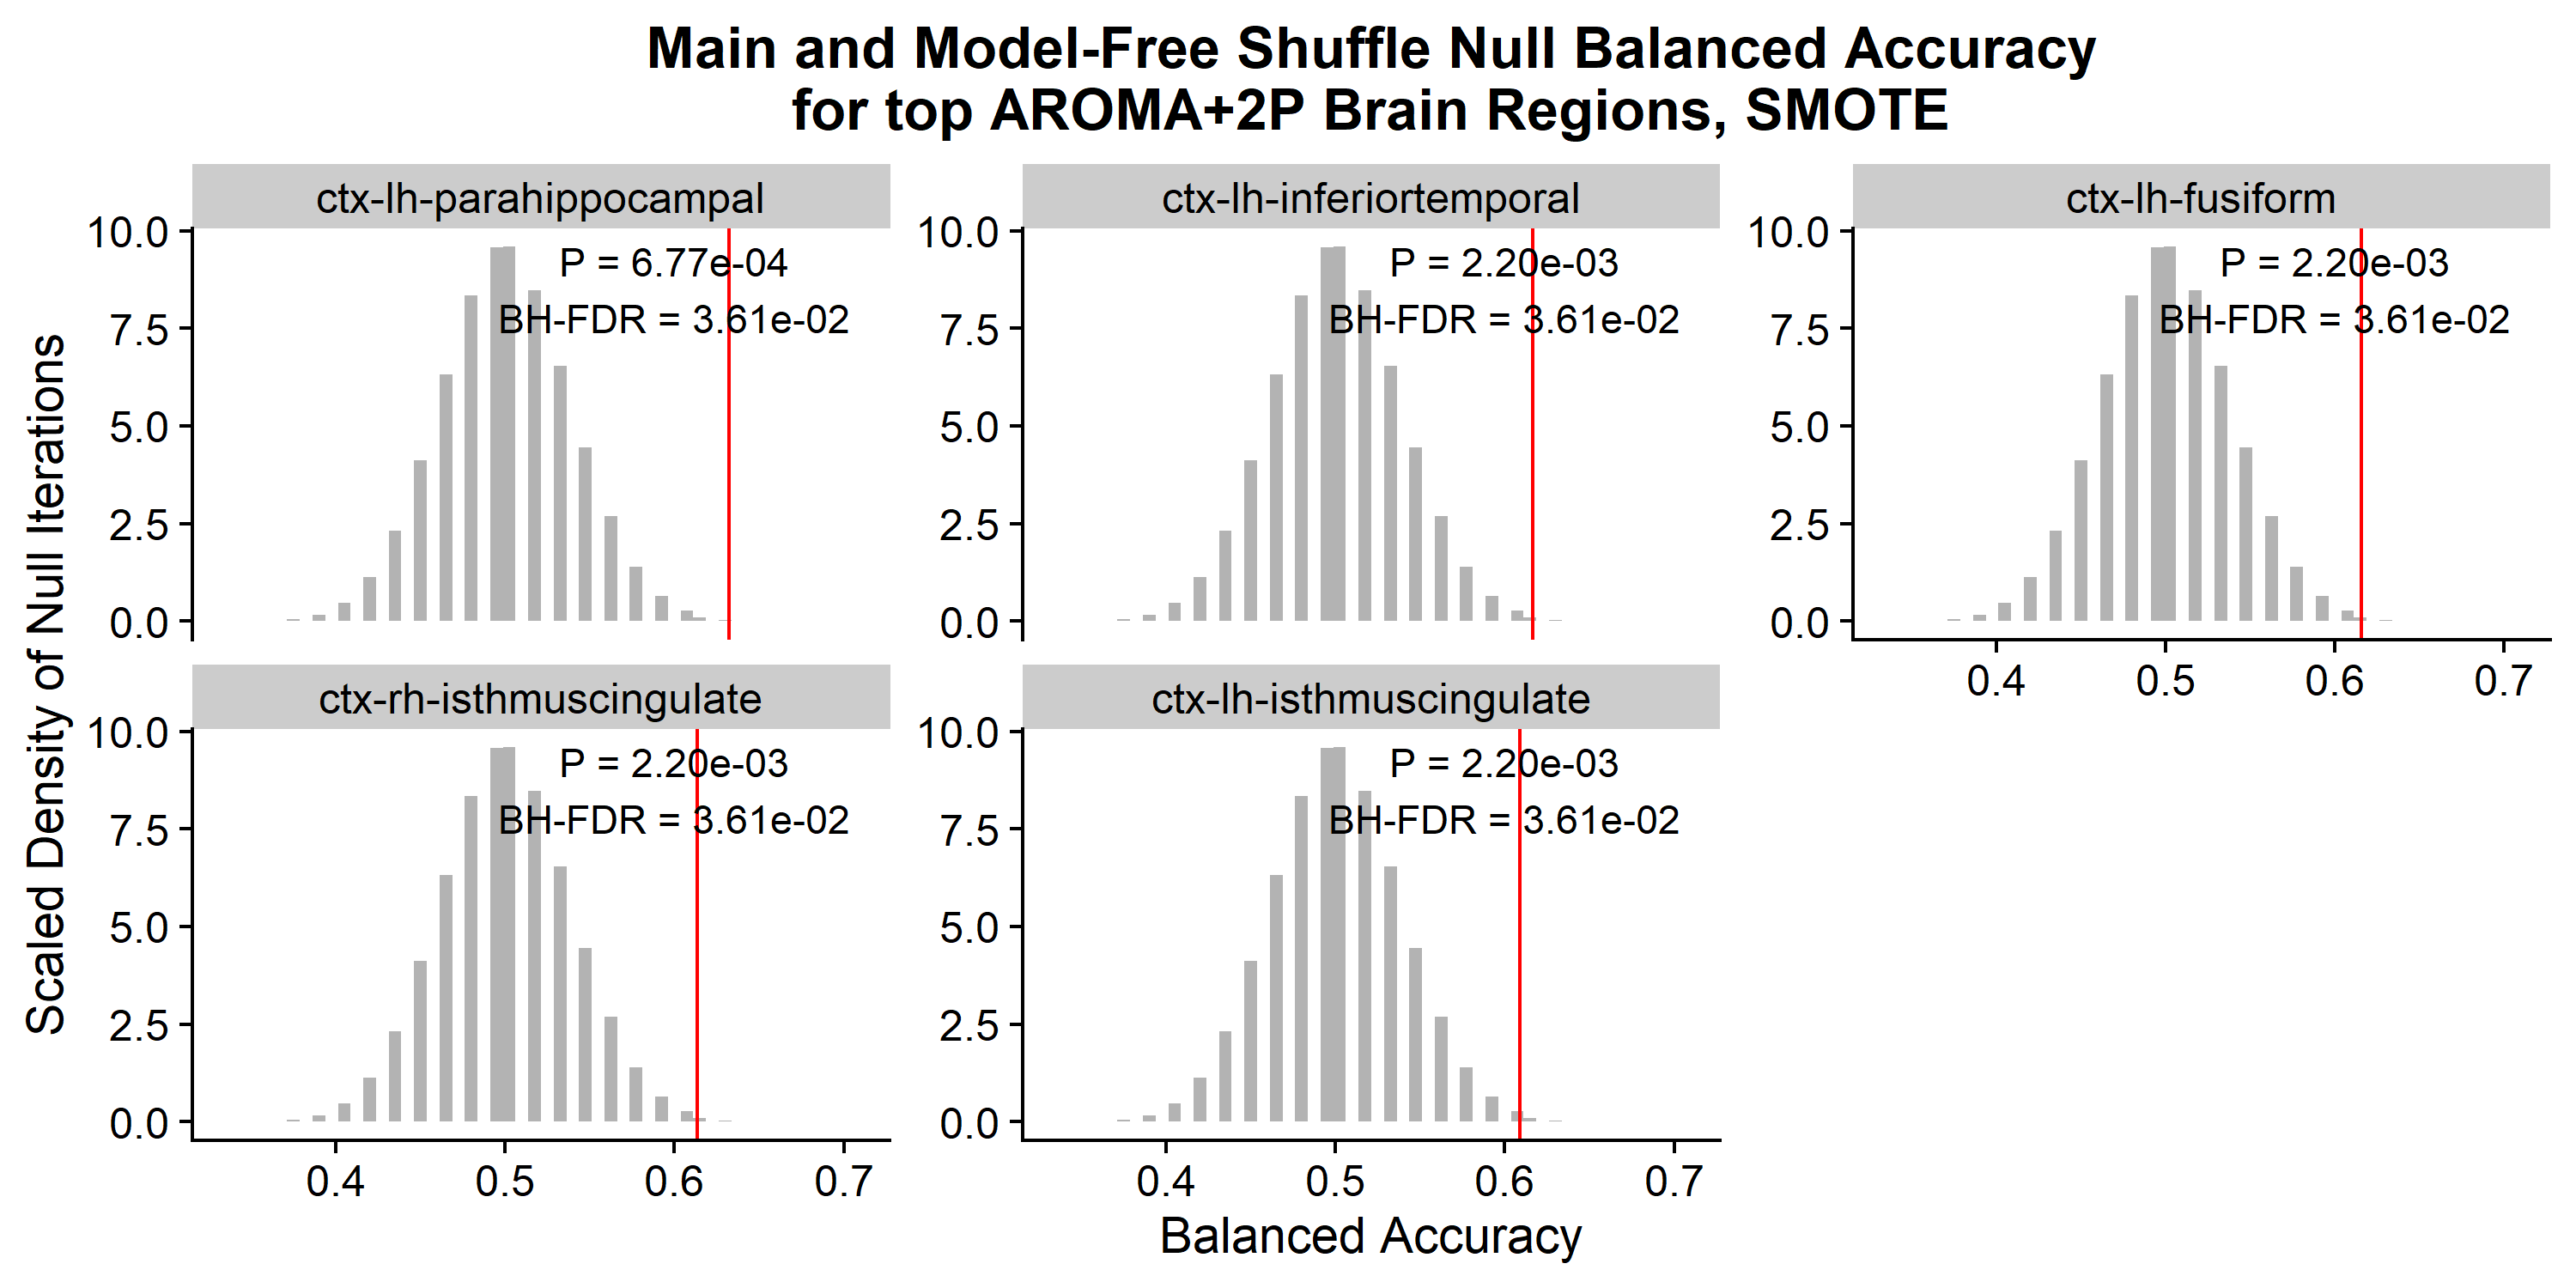 Main and Model-Free Shuffle Null Balanced Accuracy
for top AROMA+2P Brain Regions, SMOTE
Scaled Density of Null Iterations
ctx-lh-parahippocampal
10.0
7.5
5.0
2.5
0.0
P = 6.77e-04
BH-FDR = 3.61e-02
ctx-lh-inferiortemporal
10.0
7.5
5.0
2.5
0.0
P = 2.20e-03
BH-FDR = 3.61e-02
ctx-lh-fusiform
10.0
7.5
5.0
2.5
0.0
P = 2.20e-03
BH-FDR = 3.61e-02
0.4 0.5 0.6 0.7
ctx-rh-isthmuscingulate
10.0
7.5
5.0
2.5
0.0
P = 2.20e-03
BH-FDR = 3.61e-02
0.4 0.5 0.6 0.7
ctx-lh-isthmuscingulate
10.0
7.5
5.0
2.5
0.0
P = 2.20e-03
BH-FDR = 3.61e-02
0.4 0.5 0.6 0.7
Balanced Accuracy